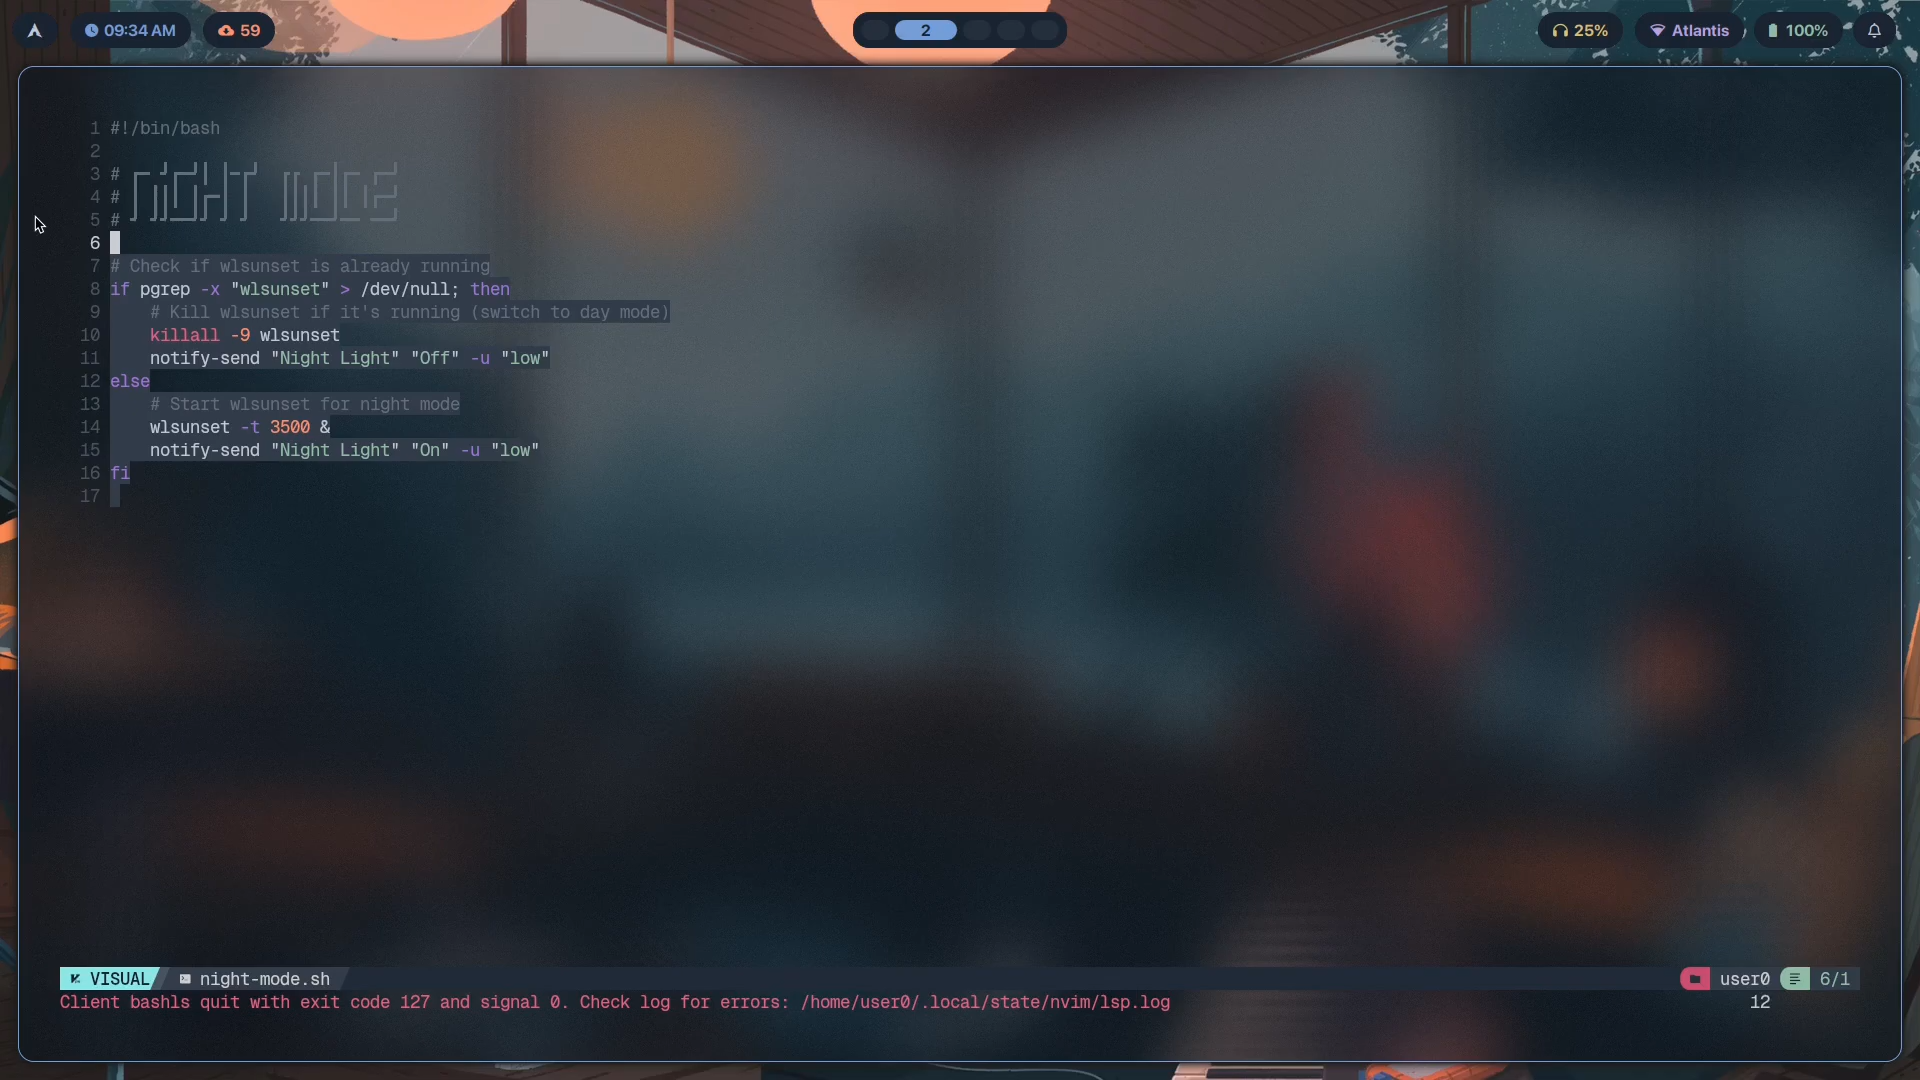 09:34 AM
59
2
25%
Atlantis
100%
1 #!/bin/bash
2
3 #
4 #
5 #
6
7 # Check if wlsunset is already running
8 if pgrep -x "wlsunset" > /dev/null; then
9 # Kill wlsunset if it's running (switch to day mode)
10 killall -9 wlsunset
11 notify-send "Night Light" "Off" -u "low"
12 else
13 # Start wlsunset for night mode
14 wlsunset -t 3500 &
15 notify-send "Night Light" "On" -u "low"
16 fi
17
VISUAL night-mode.sh user0 6/1
Client bashls quit with exit code 127 and signal 0. Check log for errors: /home/user0/.local/state/nvim/lsp.log 12